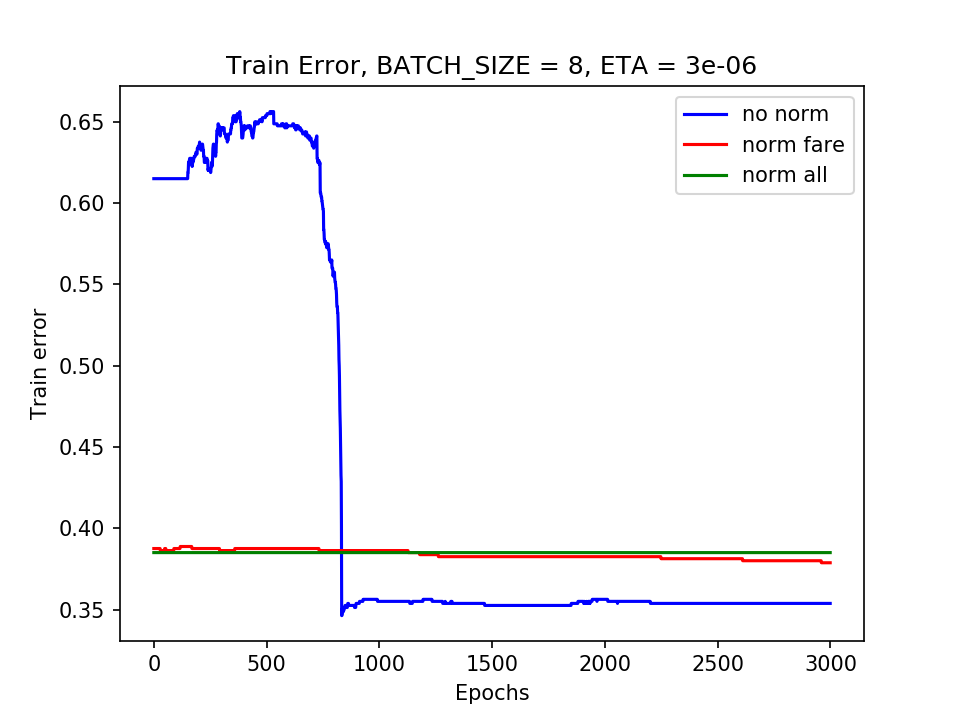 Train Error, BATCH_SIZE = 8, ETA = 3e-06
no norm
norm fare
norm all
Train error
0.65
0.60
0.55
0.50
0.45
0.40
0.35
0
500
1000
1500
2000
2500
3000
Epochs